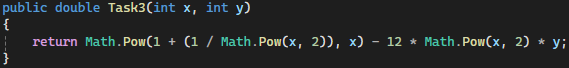 public double Task3(int x, int y)
{
return Math.Pow(1 + (1 / Math.Pow(x, 2)), x) - 12 * Math.Pow(x, 2) * y;
}